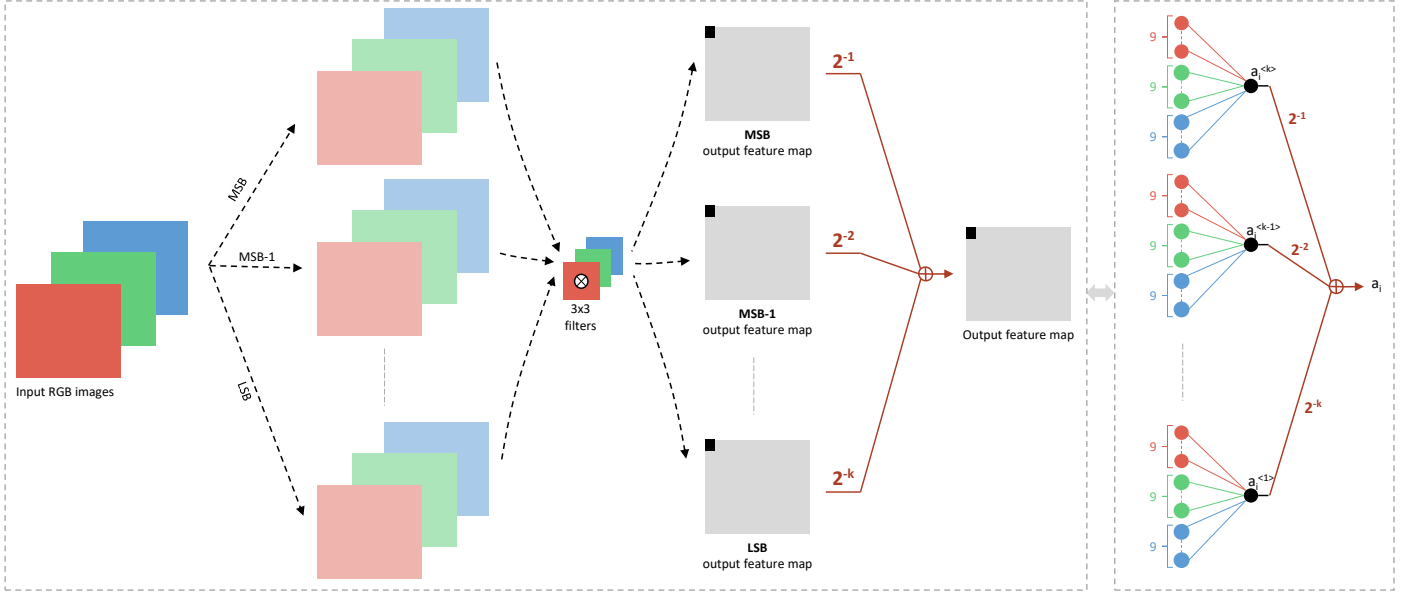 Input RGB images
MSB
MSB-1
LSB
3x3
filters
MSB
output feature map
MSB-1
output feature map
LSB
output feature map
2⁻¹
2⁻²
2⁻ᵏ
Output feature map
9
9
9
aᵢ<k>
2⁻¹
9
9
9
aᵢ<k-1>
2⁻²
aᵢ
2⁻ᵏ
9
9
9
aᵢ<1>